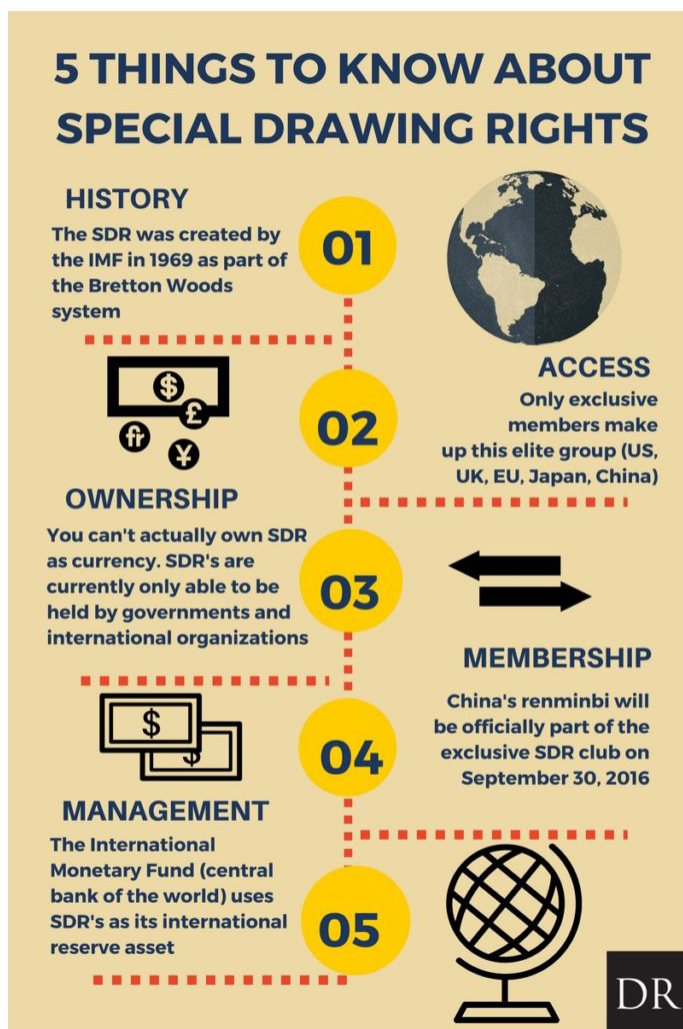 5 THINGS TO KNOW ABOUT
SPECIAL DRAWING RIGHTS
HISTORY
The SDR was created by
the IMF in 1969 as part of
the Bretton Woods
system
01
ACCESS
Only exclusive
members make
up this elite group (US,
UK, EU, Japan, China)
02
$
£
fr
¥
OWNERSHIP
You can't actually own SDR
as currency. SDR's are
currently only able to be
held by governments and
international organizations
03
MEMBERSHIP
China's renminbi will
be officially part of the
exclusive SDR club on
September 30, 2016
04
$
$
MANAGEMENT
The International
Monetary Fund (central
bank of the world) uses
SDR's as its international
reserve asset
05
DR